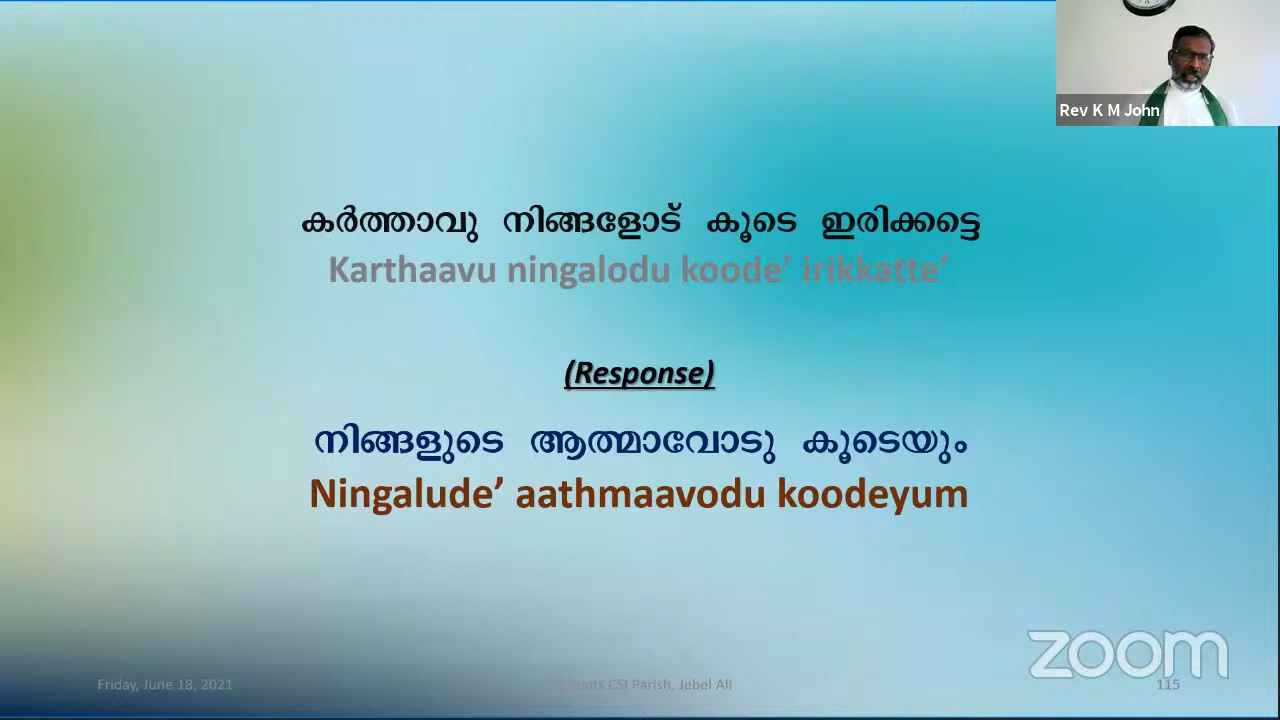 Rev K M John
കർത്താവു നിങ്ങളോട് കൂടെ ഇരിക്കട്ടെ
Karthaavu ningalodu koode’ irikkatte’
(Response)
നിങ്ങളുടെ ആത്മാവോടു കൂടെയും
Ningalude’ aathmaavodu koodeyum
zoom
Friday, June 18, 2021
CSI Parish, Jebel Ali
115